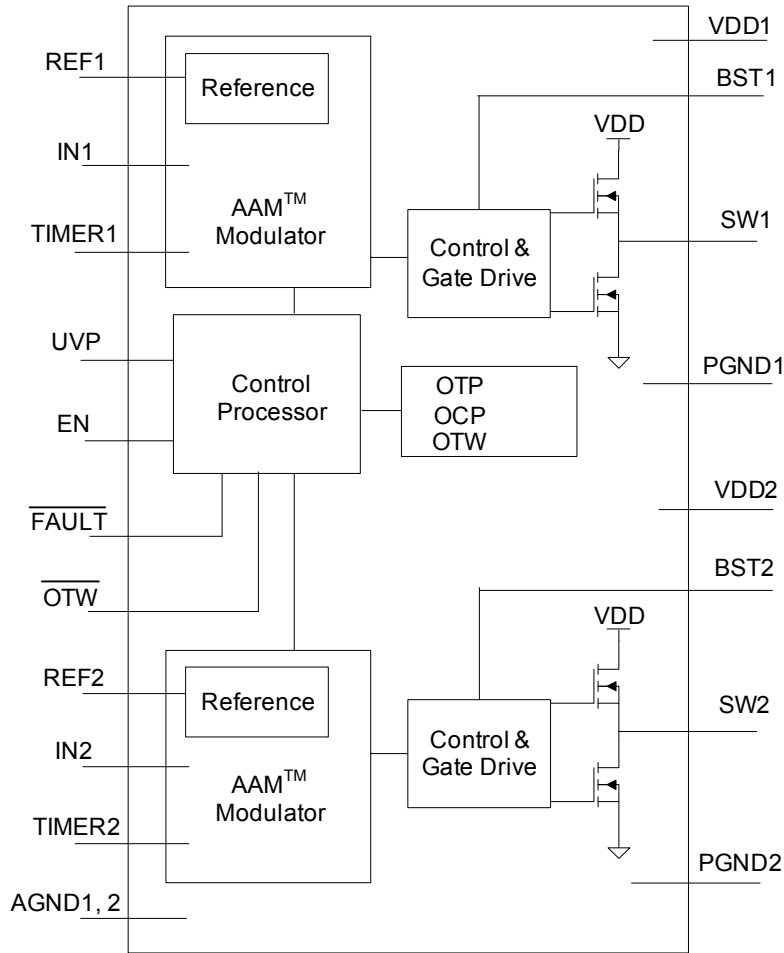 VDD1
REF1
Reference
BST1
VDD
IN1
AAM™
Modulator
TIMER1
Control &
Gate Drive
SW1
UVP
Control
Processor
OTP
OCP
OTW
PGND1
EN
VDD2
FAULT
BST2
OTW
VDD
REF2
Reference
SW2
IN2
AAM™
Modulator
Control &
Gate Drive
TIMER2
PGND2
AGND1, 2